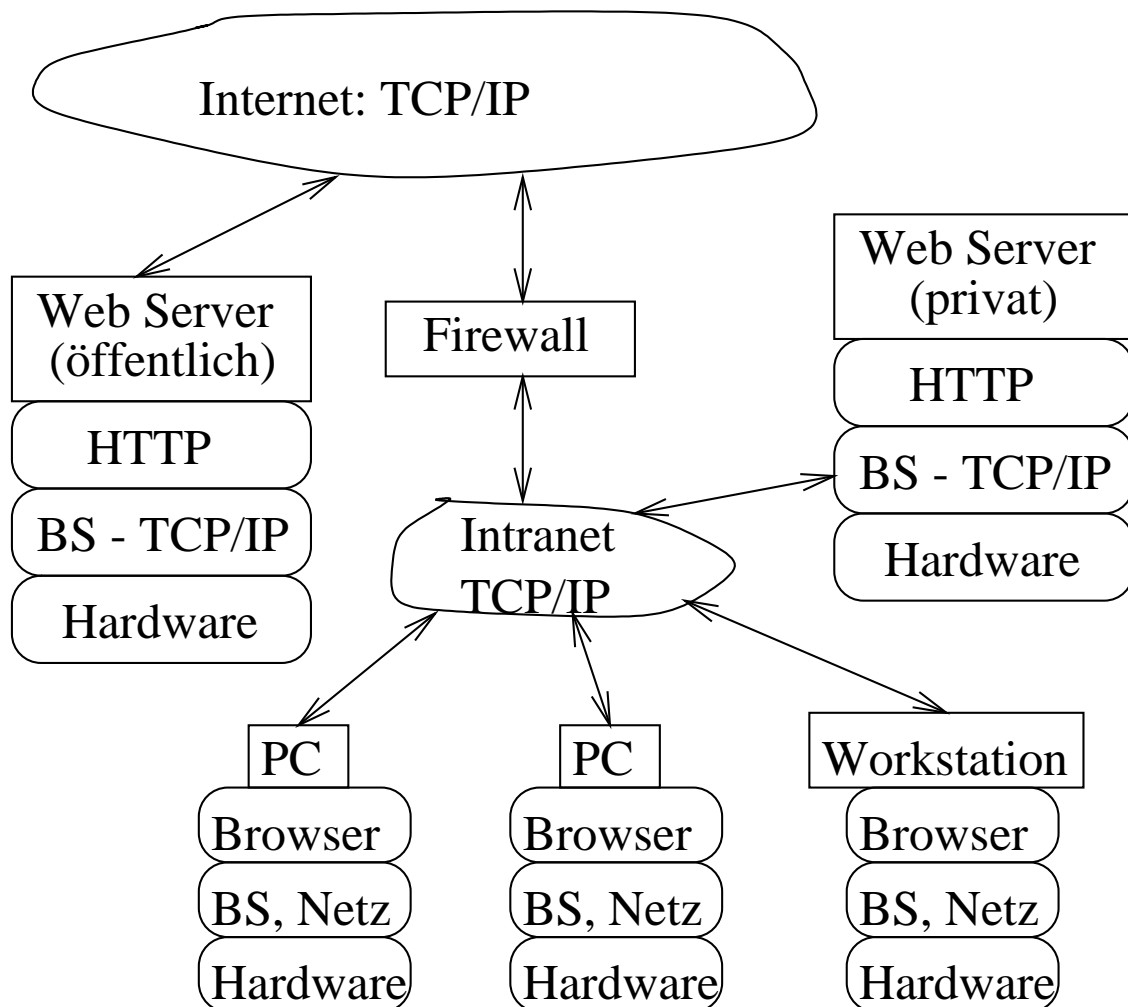 Internet: TCP/IP
Web Server
(öffentlich)
HTTP
BS - TCP/IP
Hardware
Firewall
Web Server
(privat)
HTTP
BS - TCP/IP
Hardware
Intranet
TCP/IP
PC
Browser
BS, Netz
Hardware
PC
Browser
BS, Netz
Hardware
Workstation
Browser
BS, Netz
Hardware